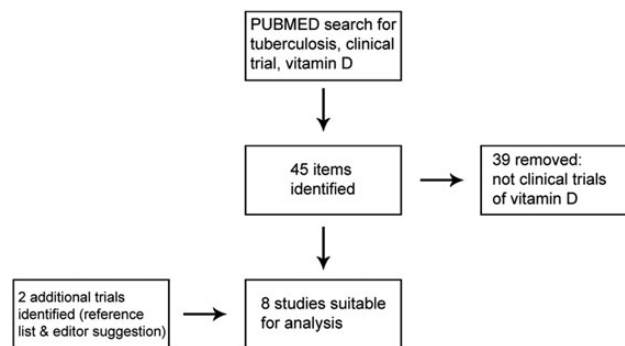 PUBMED search for
tuberculosis, clinical
trial, vitamin D
45 items
identified
39 removed:
not clinical trials
of vitamin D
2 additional trials
identified (reference
list & editor suggestion)
8 studies suitable
for analysis